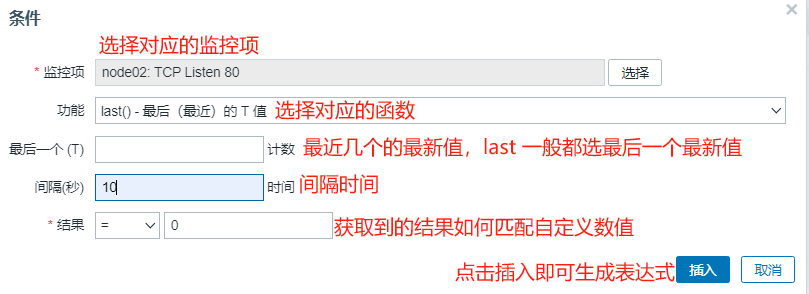 条件
选择对应的监控项
* 监控项 node02: TCP Listen 80 选择
功能 last() - 最后（最近）的 T 值 选择对应的函数
最后一个 (T) 计数 最近几个的最新值，last 一般都选最后一个最新值
间隔(秒) 10 时间 间隔时间
* 结果 = 0 获取到的结果如何匹配自定义数值
点击插入即可生成表达式 插入 取消